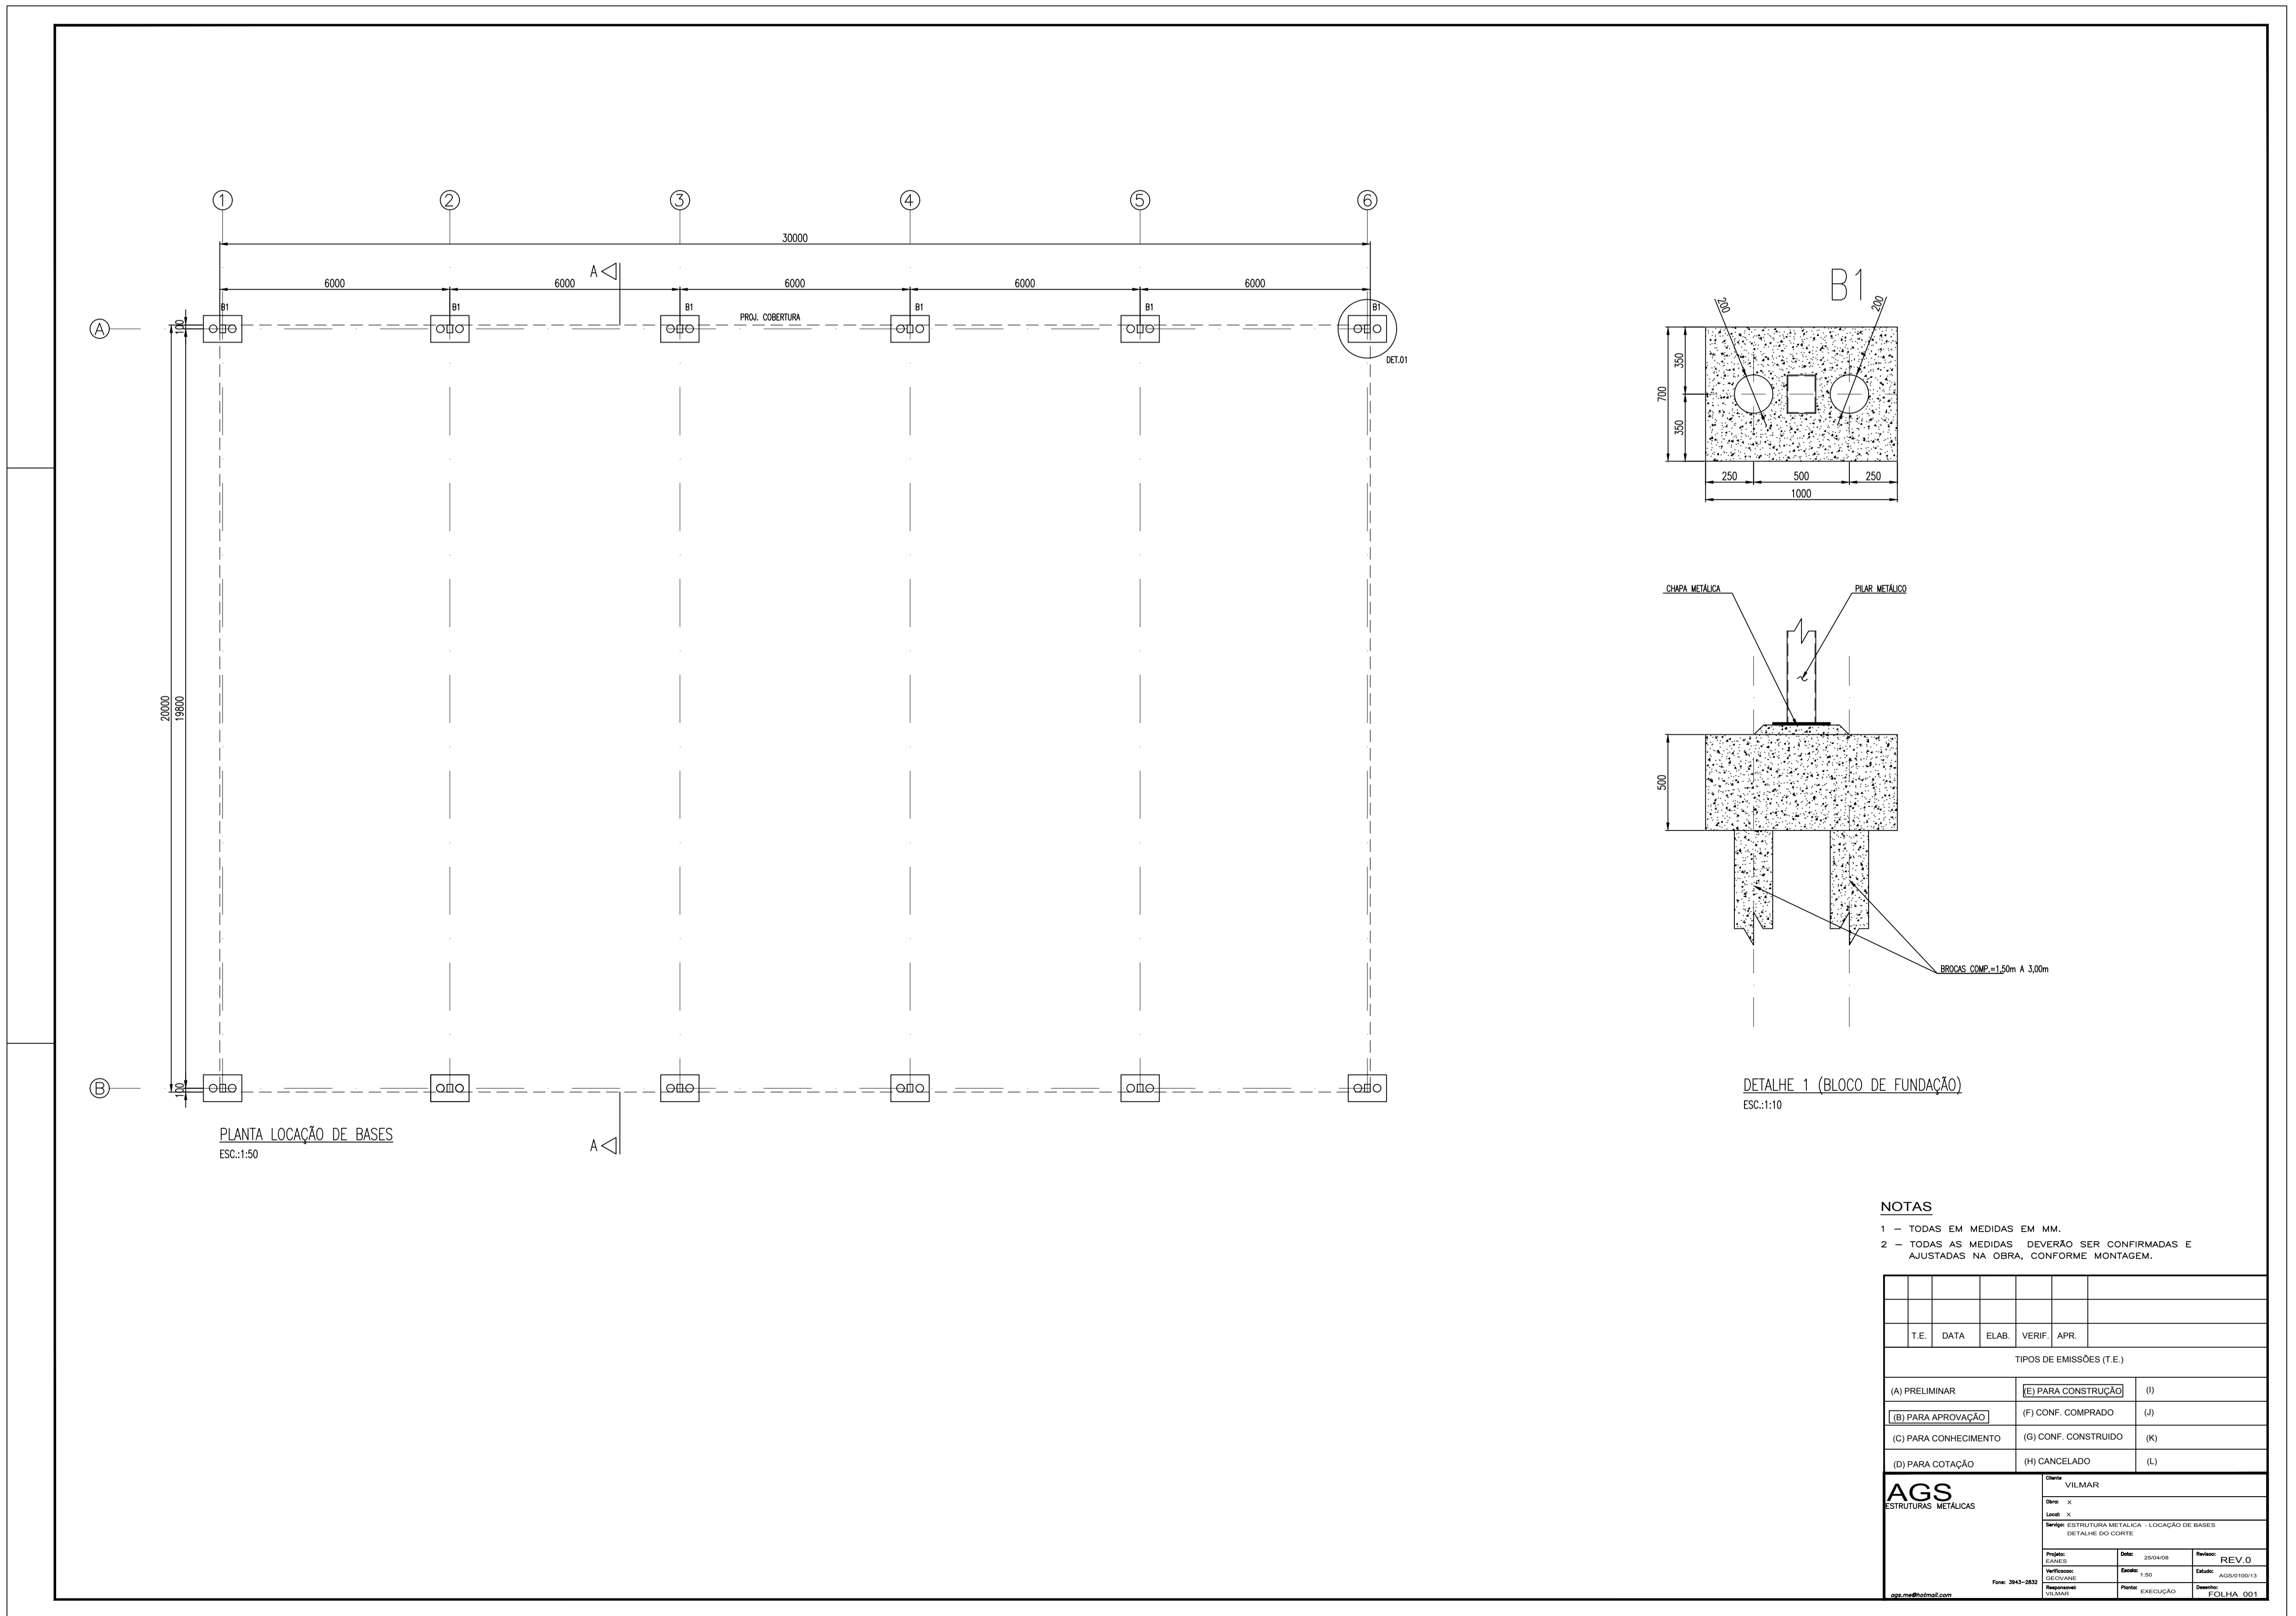 1
2
3
4
5
6
30000
A
6000
6000
6000
6000
6000
B1
B1
B1
B1
B1
B1
PROJ. COBERTURA
A
100
DET.01
20000
19800
B
100
A
PLANTA LOCAÇÃO DE BASES
ESC.:1:50
B1
200
200
700
350
350
250
500
250
1000
CHAPA METÁLICA
PILAR METÁLICO
500
BROCAS COMP.=1,50m A 3,00m
DETALHE 1 (BLOCO DE FUNDAÇÃO)
ESC.:1:10
NOTAS
1 – TODAS EM MEDIDAS EM MM.
2 – TODAS AS MEDIDAS DEVERÃO SER CONFIRMADAS E
AJUSTADAS NA OBRA, CONFORME MONTAGEM.
T.E. DATA ELAB. VERIF. APR.
TIPOS DE EMISSÕES (T.E.)
(A) PRELIMINAR (E) PARA CONSTRUÇÃO (I)
(B) PARA APROVAÇÃO (F) CONF. COMPRADO (J)
(C) PARA CONHECIMENTO (G) CONF. CONSTRUIDO (K)
(D) PARA COTAÇÃO (H) CANCELADO (L)
AGS
ESTRUTURAS METÁLICAS
Fone: 3943-2832
ags.me@hotmail.com
Cliente
VILMAR
Obra: X
Local: X
Serviço: ESTRUTURA METALICA - LOCAÇÃO DE BASES
DETALHE DO CORTE
Projeto: EANES
Data: 25/04/08
Revisao: REV.0
Verificacao: GEOVANE
Escala: 1:50
Estudo: AGS/0100/13
Responsavel: VILMAR
Planta: EXECUÇÃO
Desenho: FOLHA 001